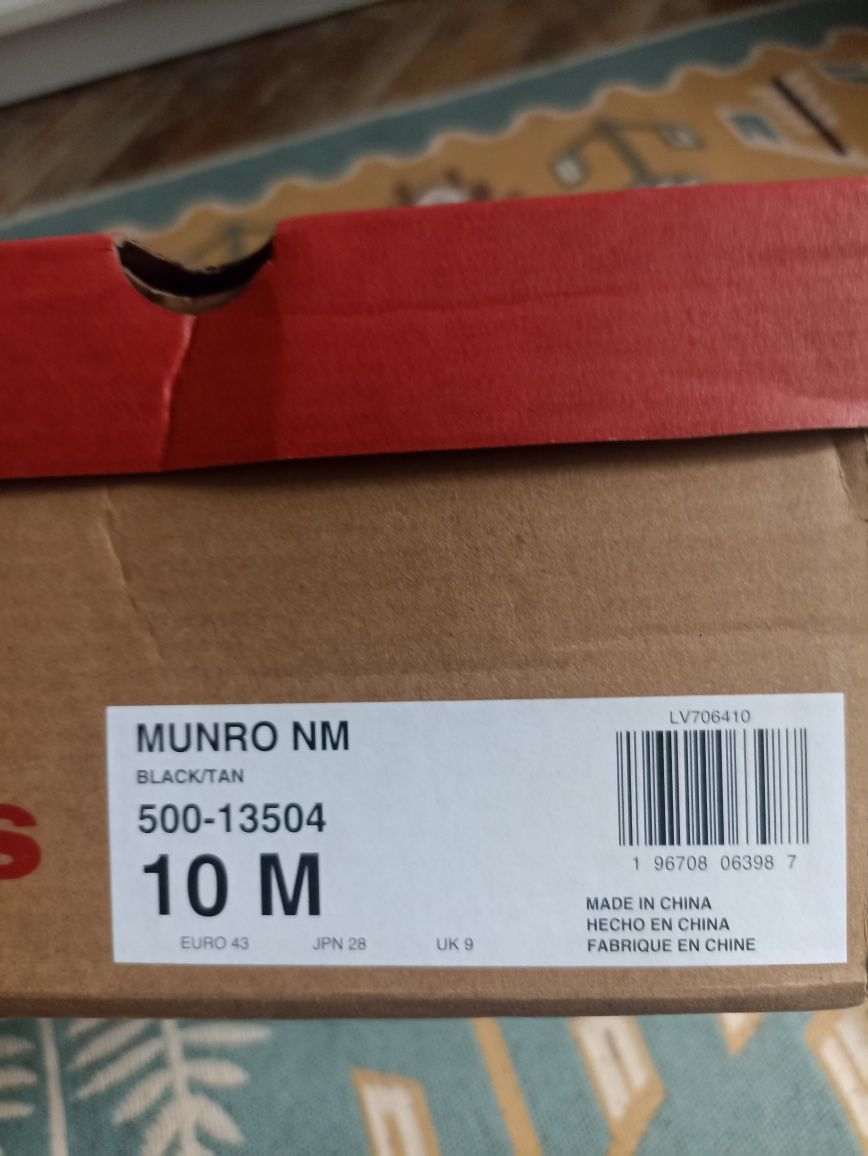 MUNRO NM
BLACK/TAN
500-13504
10 M
EURO 43 JPN 28 UK 9
LV706410
1 96708 06398 7
MADE IN CHINA
HECHO EN CHINA
FABRIQUE EN CHINE
s